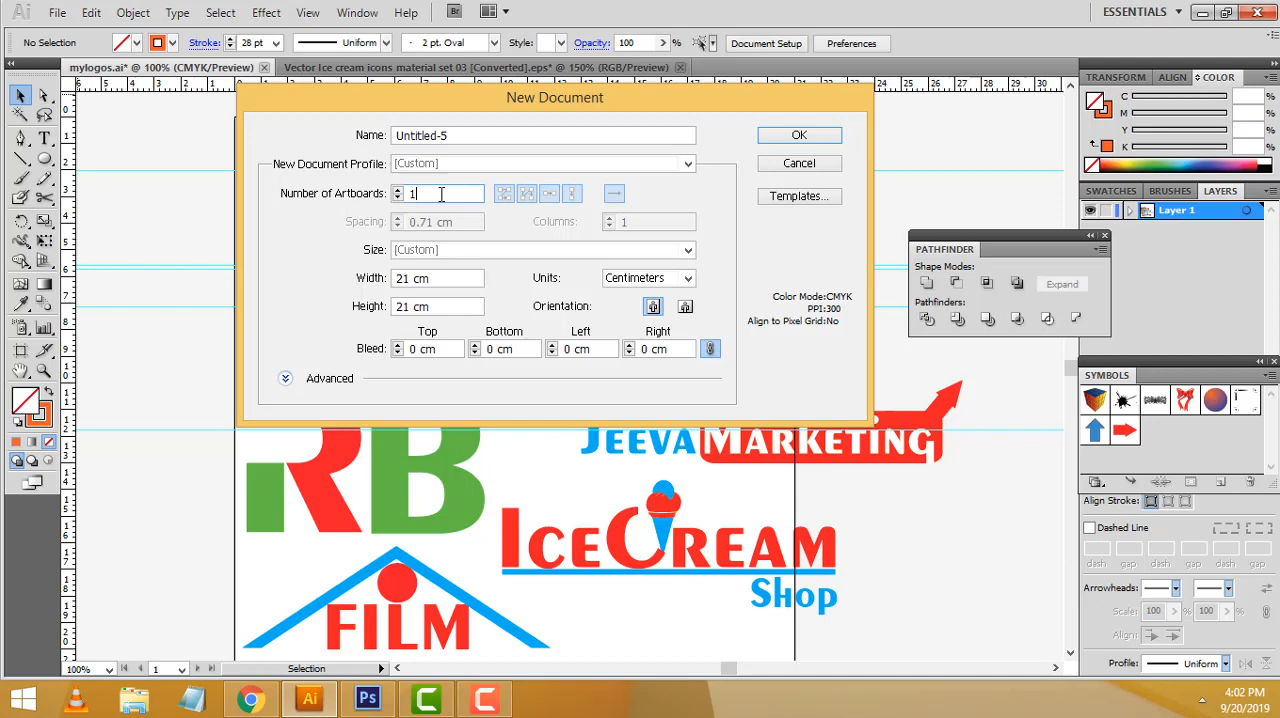 Ai File Edit Object Type Select Effect View Window Help Br ESSENTIALS
No Selection Stroke: 28 pt Uniform 2 pt. Oval Style: Opacity: 100 % Document Setup Preferences
mylogos.ai* @ 100% (CMYK/Preview) Vector Ice cream icons material set 03 [Converted].eps* @ 150% (RGB/Preview)
New Document
Name: Untitled-5 OK
New Document Profile: [Custom] Cancel
Number of Artboards: 1 Templates...
Spacing: 0.71 cm Columns: 1
Size: [Custom]
Width: 21 cm Units: Centimeters
Height: 21 cm Orientation:
Color Mode:CMYK
PPI:300
Align to Pixel Grid:No
Top Bottom Left Right
Bleed: 0 cm 0 cm 0 cm 0 cm
Advanced
TRANSPARENT ALIGN COLOR
C
M
Y
K
SWATCHES BRUSHES LAYERS
Layer 1
PATHFINDER
Shape Modes:
Expand
Pathfinders:
SYMBOLS
Align Stroke:
Dashed Line
dash gap dash gap dash gap
Arrowheads:
Scale: 100 % 100 %
Align:
Profile: Uniform
RB
JEEVA MARKETING
ICECREAM
Shop
FILM
100% 1 Selection
Ai Ps C C
4:02 PM
9/20/2019